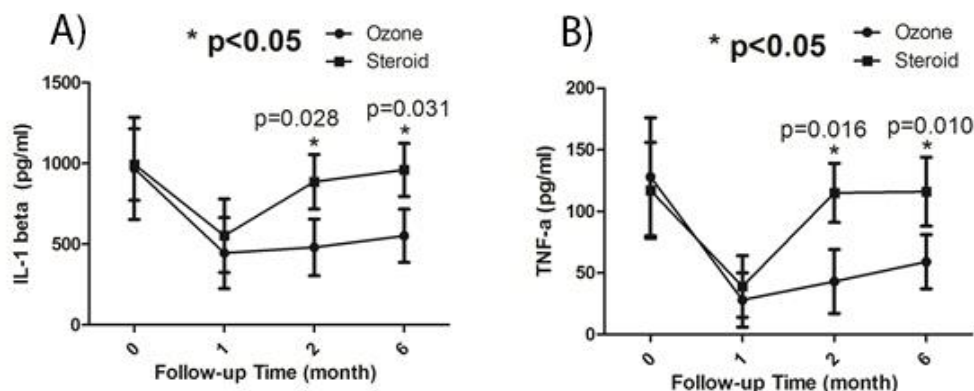 A)
* p<0.05
Ozone
Steroid
IL-1 beta (pg/ml)
1500
1000
500
0
p=0.028
*
p=0.031
*
0
1
2
6
Follow-up Time (month)
B)
* p<0.05
Ozone
Steroid
TNF-a (pg/ml)
200
150
100
50
0
p=0.016
*
p=0.010
*
0
1
2
6
Follow-up Time (month)